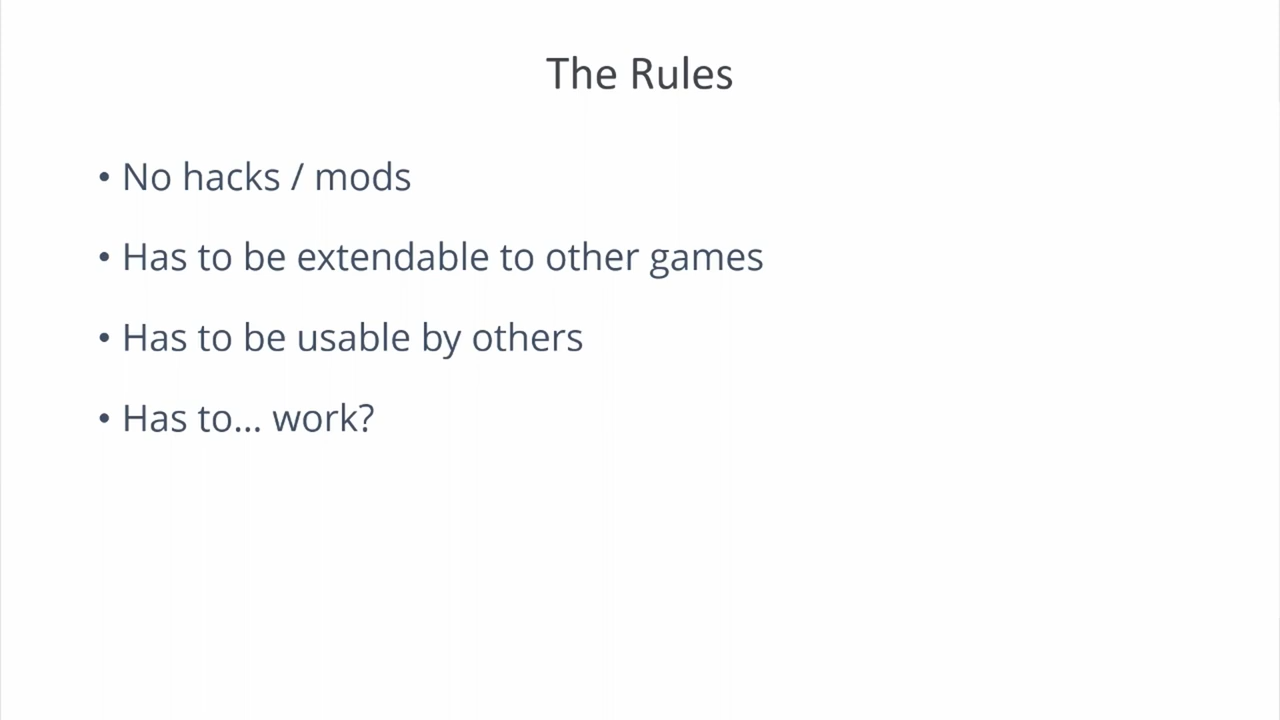 The Rules
• No hacks / mods
• Has to be extendable to other games
• Has to be usable by others
• Has to... work?